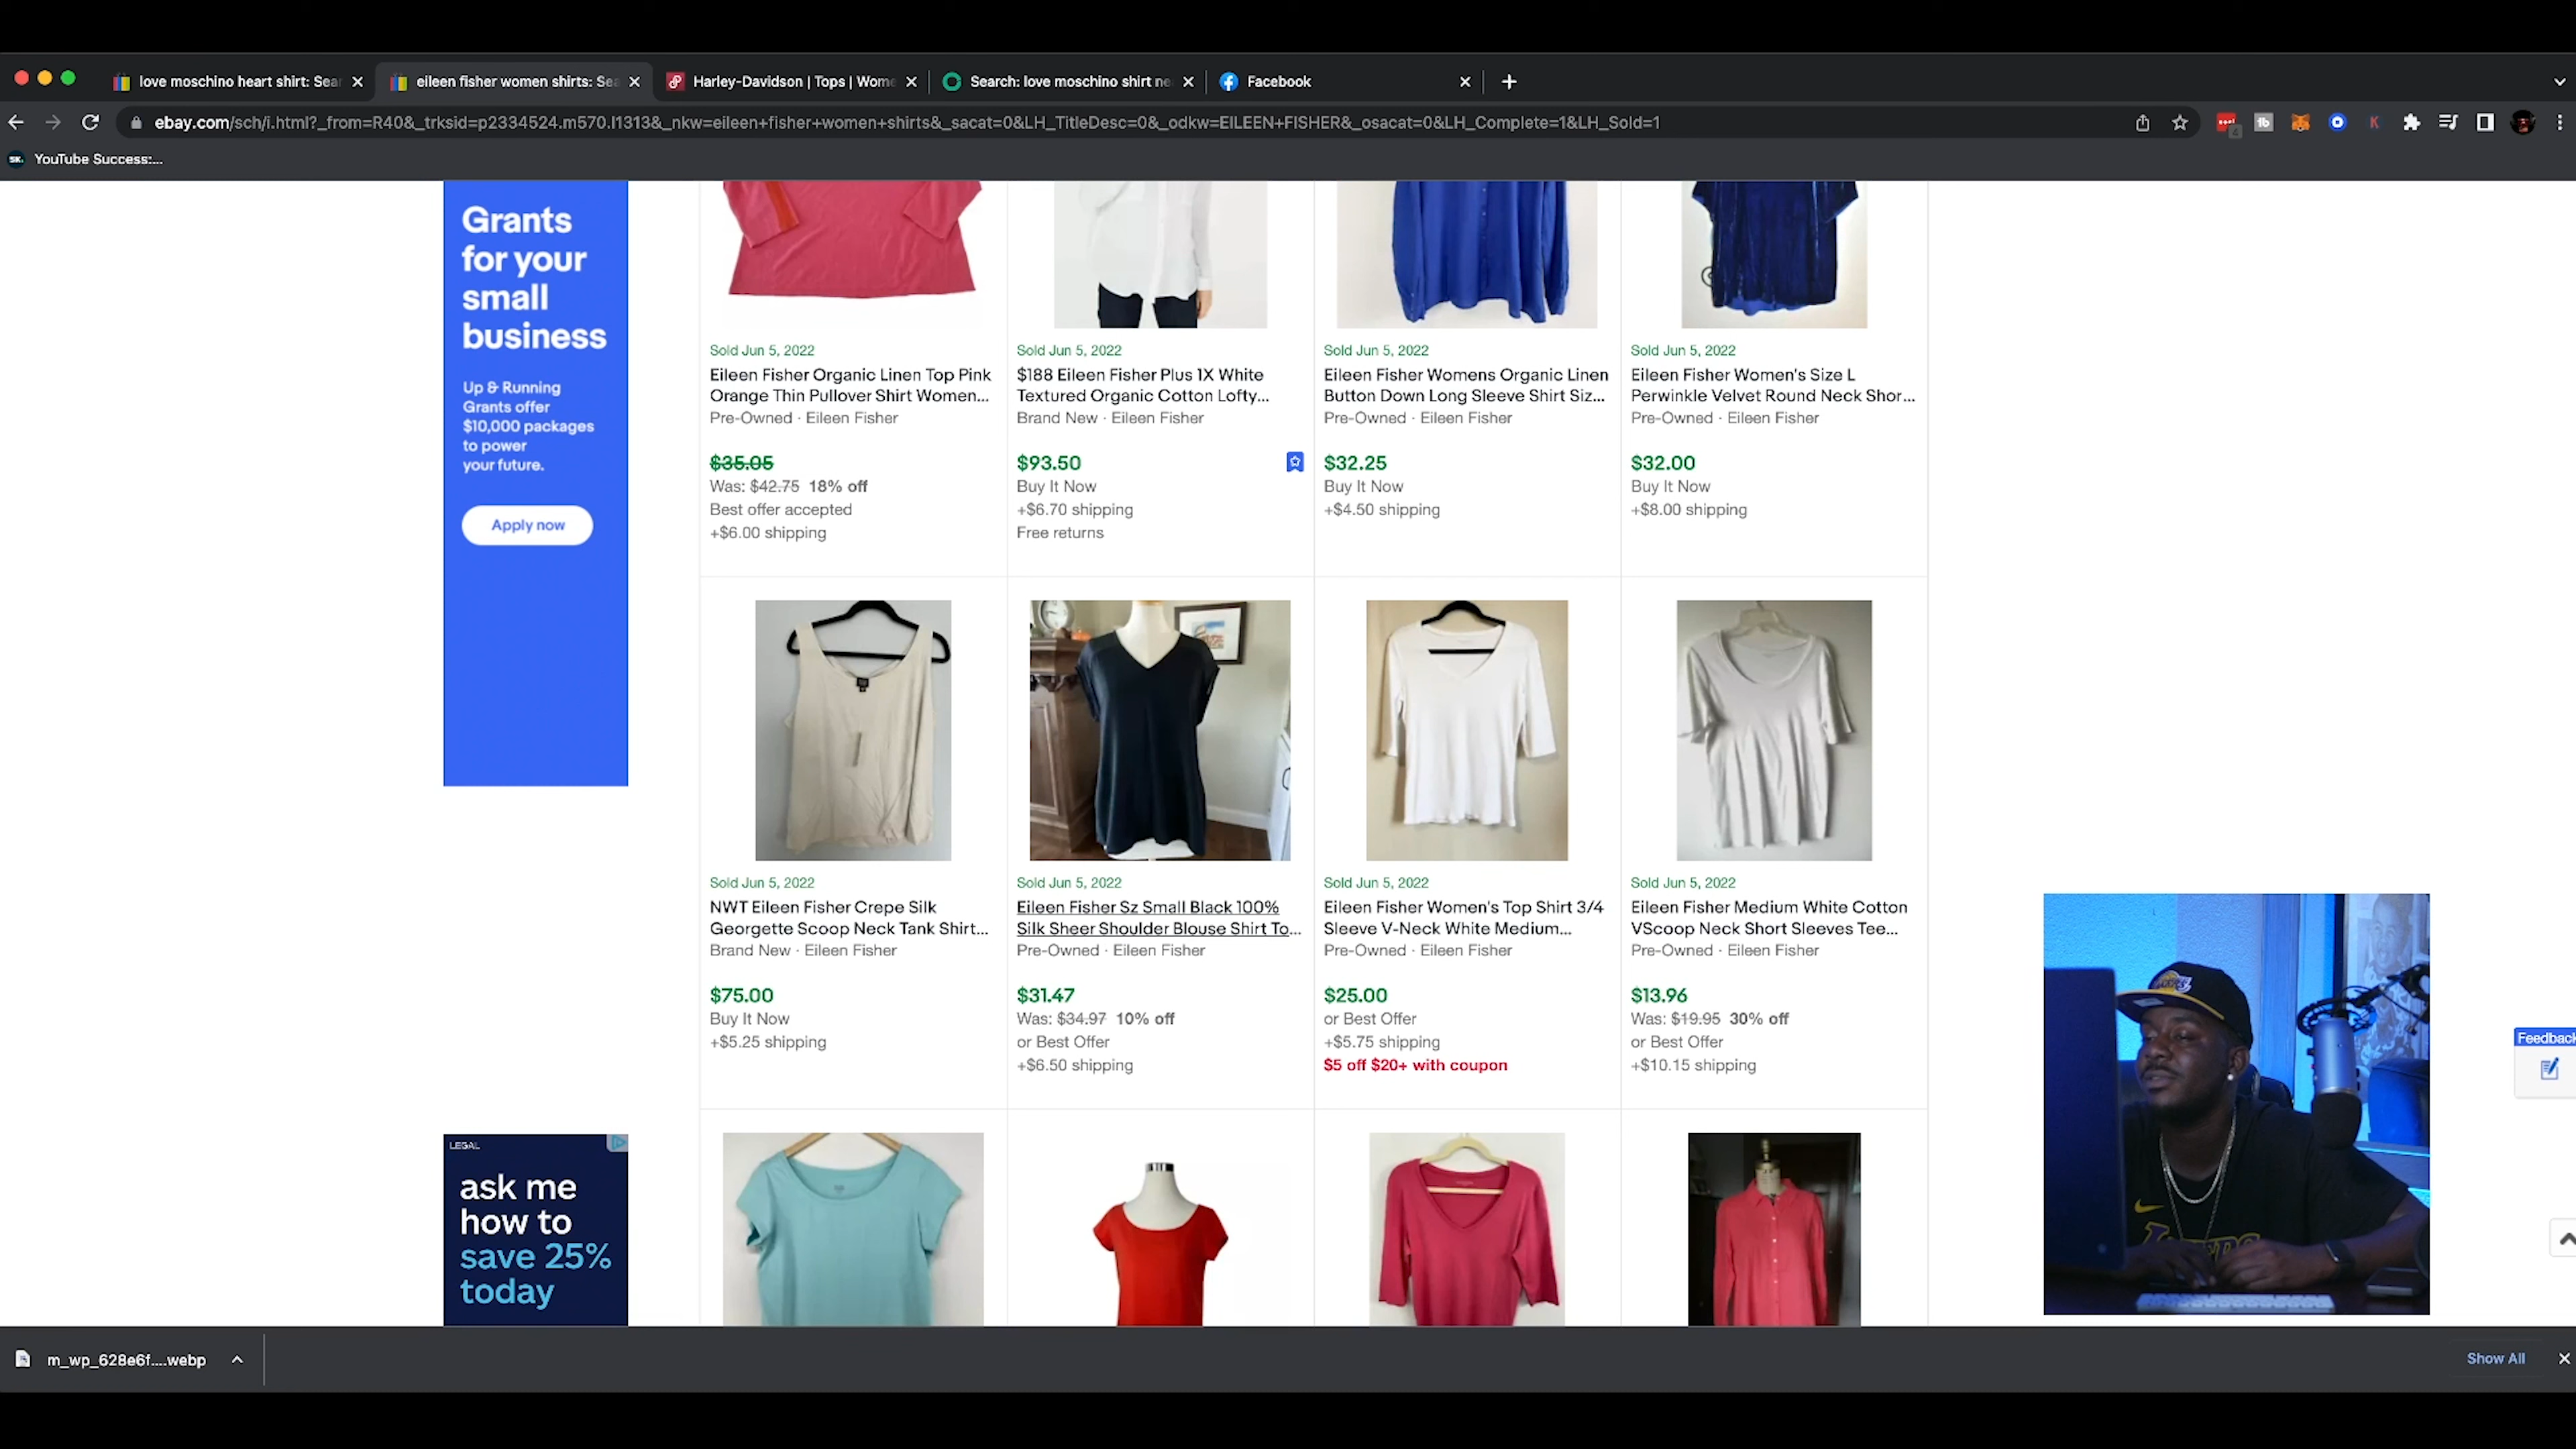 love moschino heart shirt: Sear
eileen fisher women shirts: Sea
Harley-Davidson | Tops | Wome
Search: love moschino shirt ne
Facebook
ebay.com/sch/i.html?_from=R40&_trksid=p2334524.m570.l1313&_nkw=eileen+fisher+women+shirts&_sacat=0&LH_TitleDesc=0&_odkw=EILEEN+FISHER&_osacat=0&LH_Complete=1&LH_Sold=1
SK.
YouTube Success:...
Grants
for your
small
business
Up & Running
Grants offer
$10,000 packages
to power
your future.
Apply now
Sold Jun 5, 2022
Eileen Fisher Organic Linen Top Pink
Orange Thin Pullover Shirt Women...
Pre-Owned · Eileen Fisher
$35.05
Was: $42.75 18% off
Best offer accepted
+$6.00 shipping
Sold Jun 5, 2022
$188 Eileen Fisher Plus 1X White
Textured Organic Cotton Lofty...
Brand New · Eileen Fisher
$93.50
Buy It Now
+$6.70 shipping
Free returns
Sold Jun 5, 2022
Eileen Fisher Womens Organic Linen
Button Down Long Sleeve Shirt Siz...
Pre-Owned · Eileen Fisher
$32.25
Buy It Now
+$4.50 shipping
Sold Jun 5, 2022
Eileen Fisher Women's Size L
Perwinkle Velvet Round Neck Shor...
Pre-Owned · Eileen Fisher
$32.00
Buy It Now
+$8.00 shipping
Sold Jun 5, 2022
NWT Eileen Fisher Crepe Silk
Georgette Scoop Neck Tank Shirt...
Brand New · Eileen Fisher
$75.00
Buy It Now
+$5.25 shipping
Sold Jun 5, 2022
Eileen Fisher Sz Small Black 100%
Silk Sheer Shoulder Blouse Shirt To...
Pre-Owned · Eileen Fisher
$31.47
Was: $34.97 10% off
or Best Offer
+$6.50 shipping
Sold Jun 5, 2022
Eileen Fisher Women's Top Shirt 3/4
Sleeve V-Neck White Medium...
Pre-Owned · Eileen Fisher
$25.00
or Best Offer
+$5.75 shipping
$5 off $20+ with coupon
Sold Jun 5, 2022
Eileen Fisher Medium White Cotton
VScoop Neck Short Sleeves Tee...
Pre-Owned · Eileen Fisher
$13.96
Was: $19.95 30% off
or Best Offer
+$10.15 shipping
Feedback
LEGAL
ask me
how to
save 25%
today
m_wp_628e6f....webp
Show All